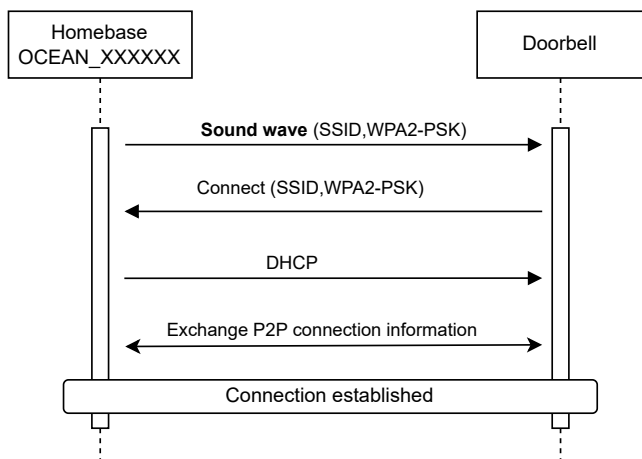 Homebase
OCEAN_XXXXXX
Doorbell
Sound wave (SSID,WPA2-PSK)
Connect (SSID,WPA2-PSK)
DHCP
Exchange P2P connection information
Connection established